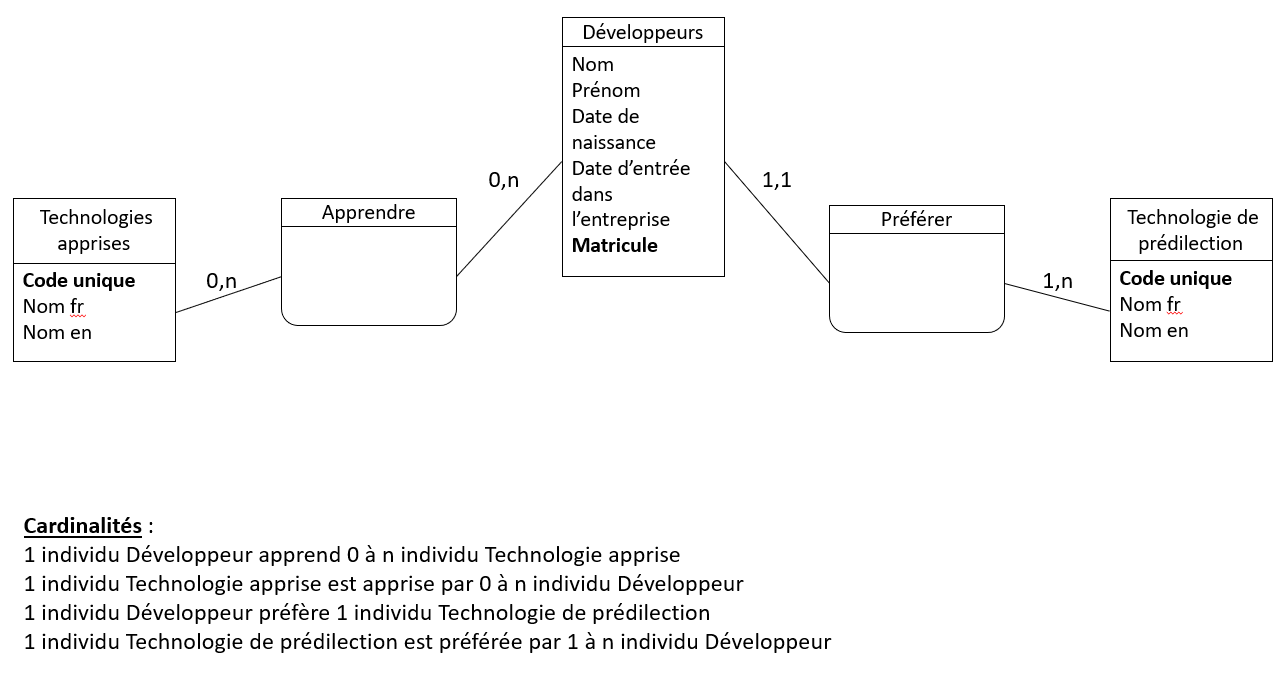 Développeurs
Nom
Prénom
Date de
naissance
Date d’entrée
dans
l’entreprise
Matricule
0,n
1,1
Technologies
apprises
Code unique
Nom fr
Nom en
0,n
Apprendre
Préférer
1,n
Technologie de
prédilection
Code unique
Nom fr
Nom en
Cardinalités :
1 individu Développeur apprend 0 à n individu Technologie apprise
1 individu Technologie apprise est apprise par 0 à n individu Développeur
1 individu Développeur préfère 1 individu Technologie de prédilection
1 individu Technologie de prédilection est préférée par 1 à n individu Développeur